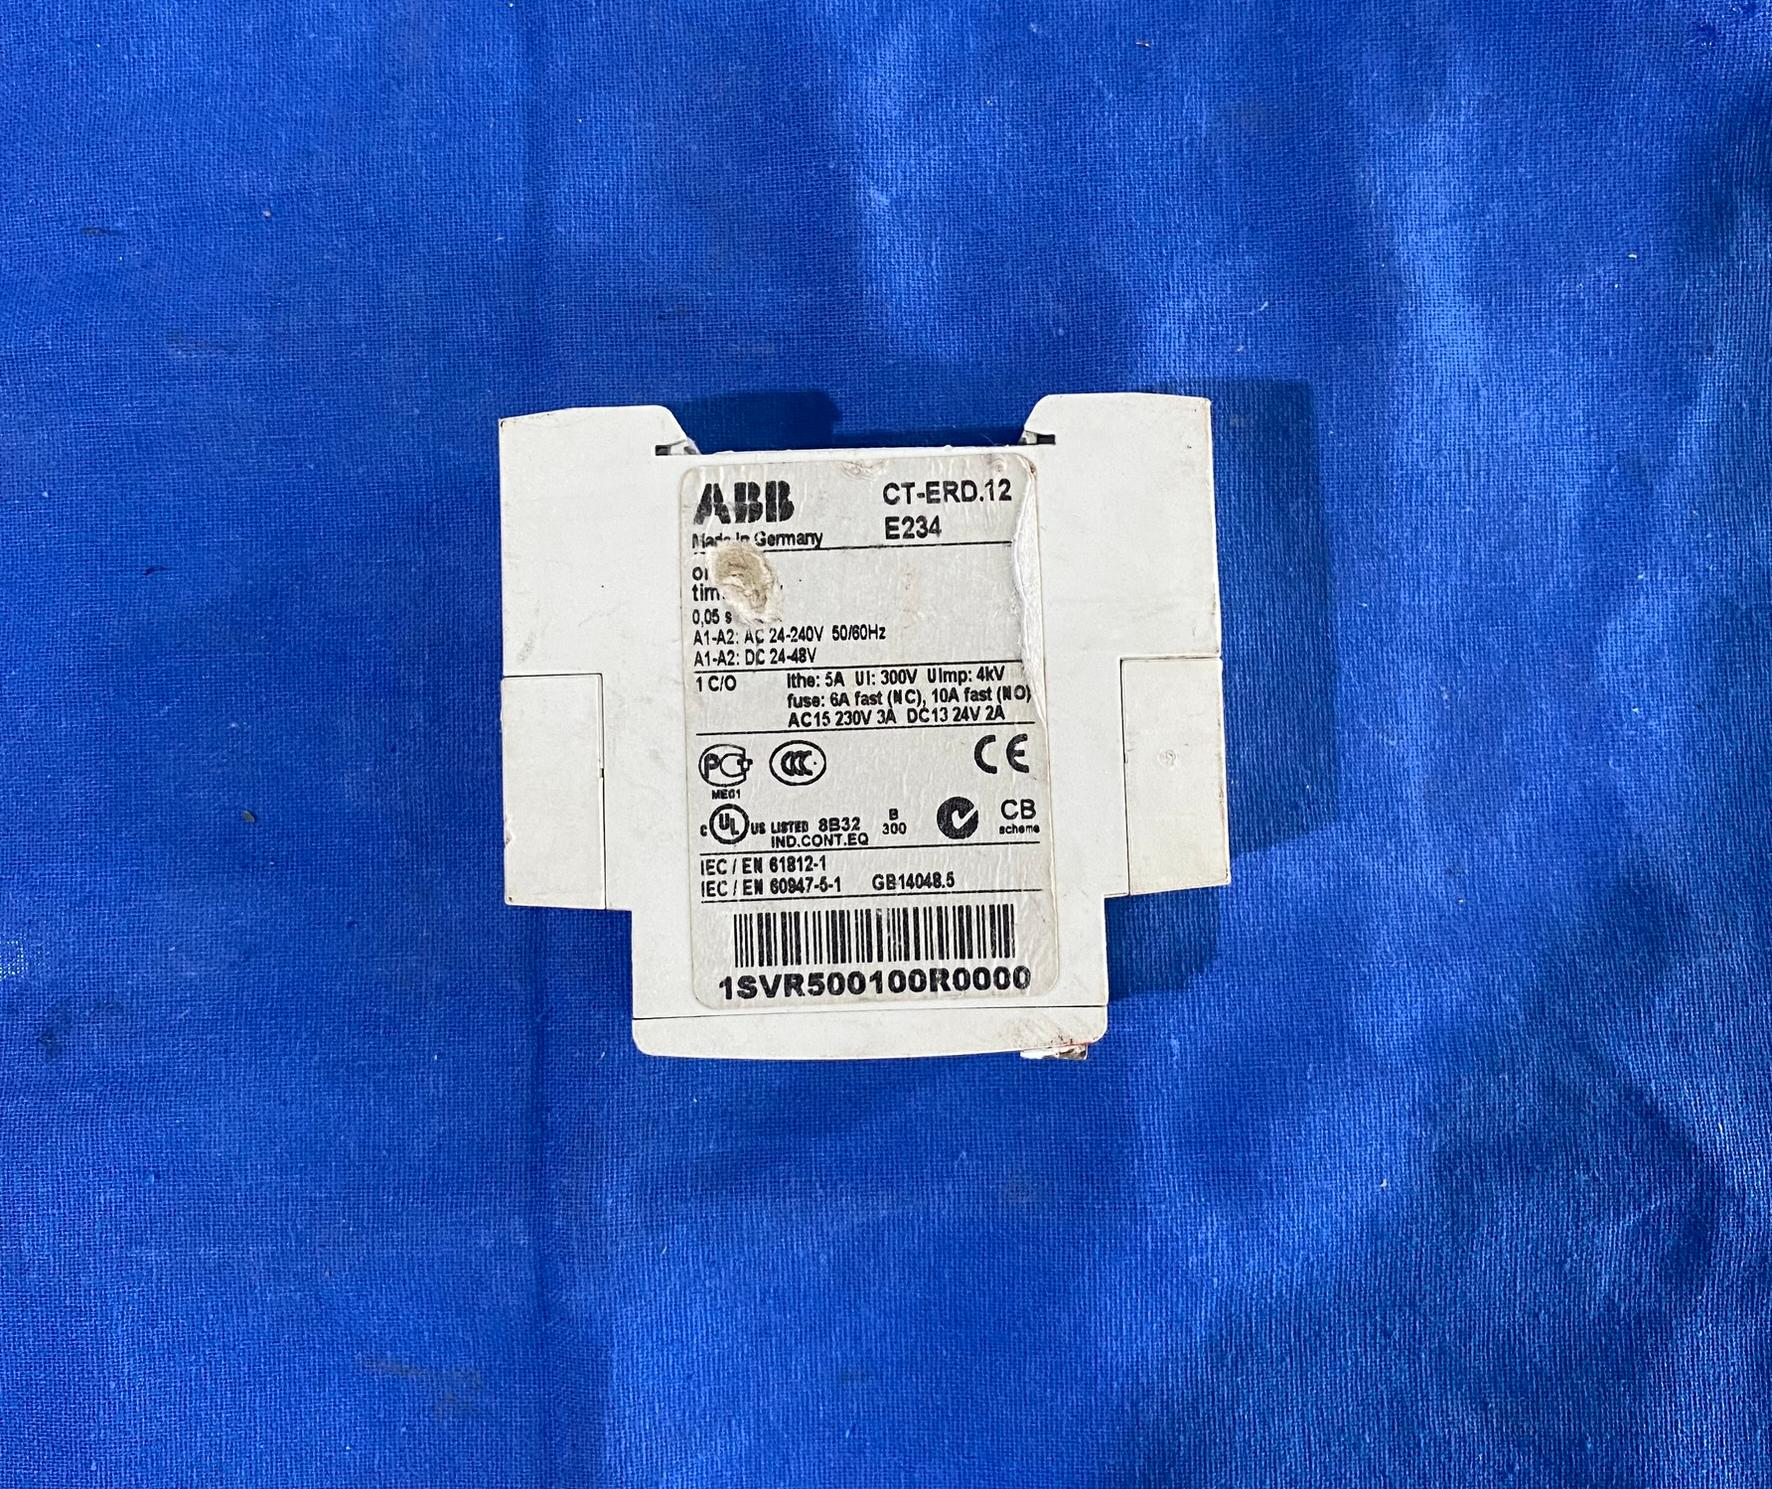 ABB CT-ERD.12
Made in Germany E234
0,05 s
A1-A2: AC 24-240V 50/60Hz
A1-A2: DC 24-48V
1 C/O Ithe: 5A UI: 300V UImp: 4kV
fuse: 6A fast (NC), 10A fast (NO)
AC15 230V 3A DC13 24V 2A
PCT CCC CE
ME01
c UL US LISTED 8B32 B 300 CB scheme
IND.CONT.EQ
IEC / EN 61812-1
IEC / EN 60947-5-1 GB14048.5
1SVR500100R0000